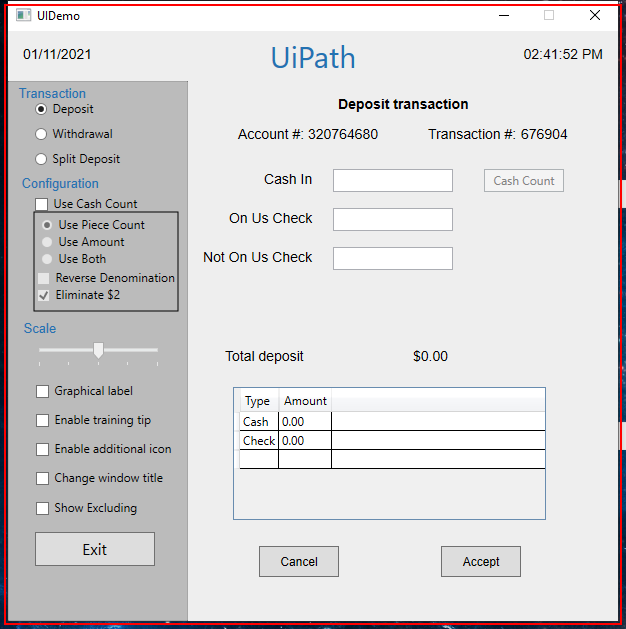 UIDemo
01/11/2021
UiPath
02:41:52 PM
Transaction
Deposit
Withdrawal
Split Deposit
Configuration
Use Cash Count
Use Piece Count
Use Amount
Use Both
Reverse Denomination
Eliminate $2
Scale
Graphical label
Enable training tip
Enable additional icon
Change window title
Show Excluding
Exit
Deposit transaction
Account #: 320764680 Transaction #: 676904
Cash In
Cash Count
On Us Check
Not On Us Check
Total deposit $0.00
Type Amount
Cash 0.00
Check 0.00
Cancel Accept